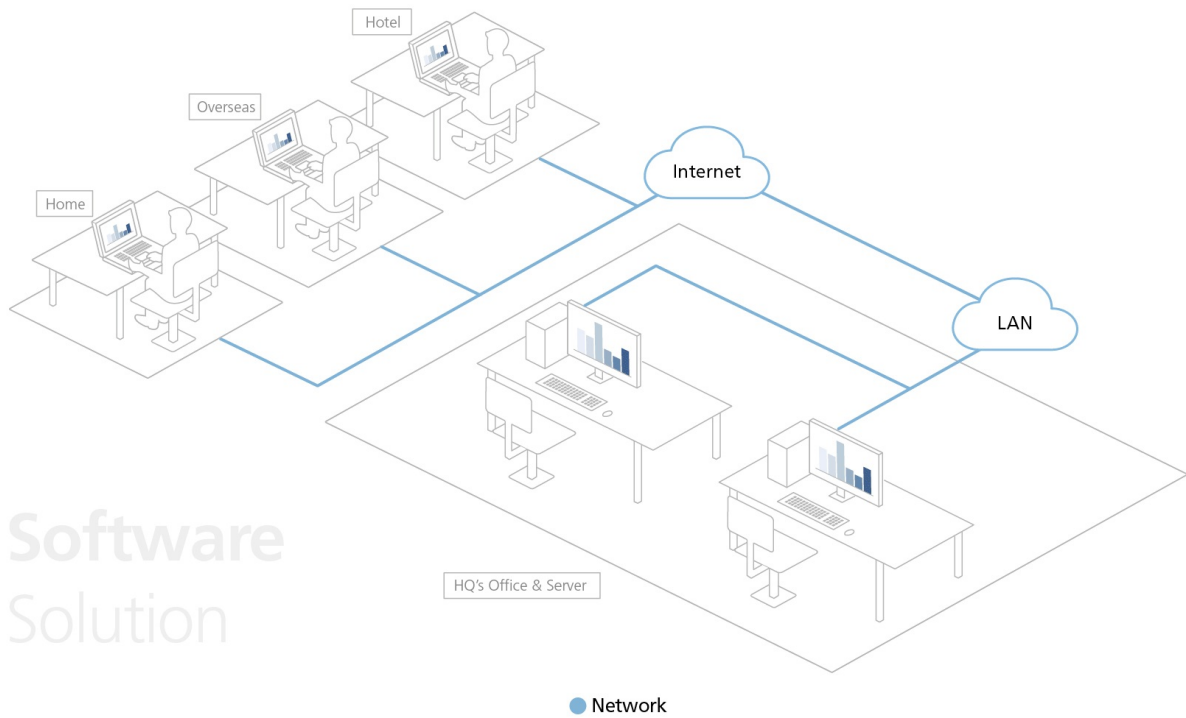 Hotel
Overseas
Home
Internet
LAN
HQ's Office & Server
Software
Solution
Network